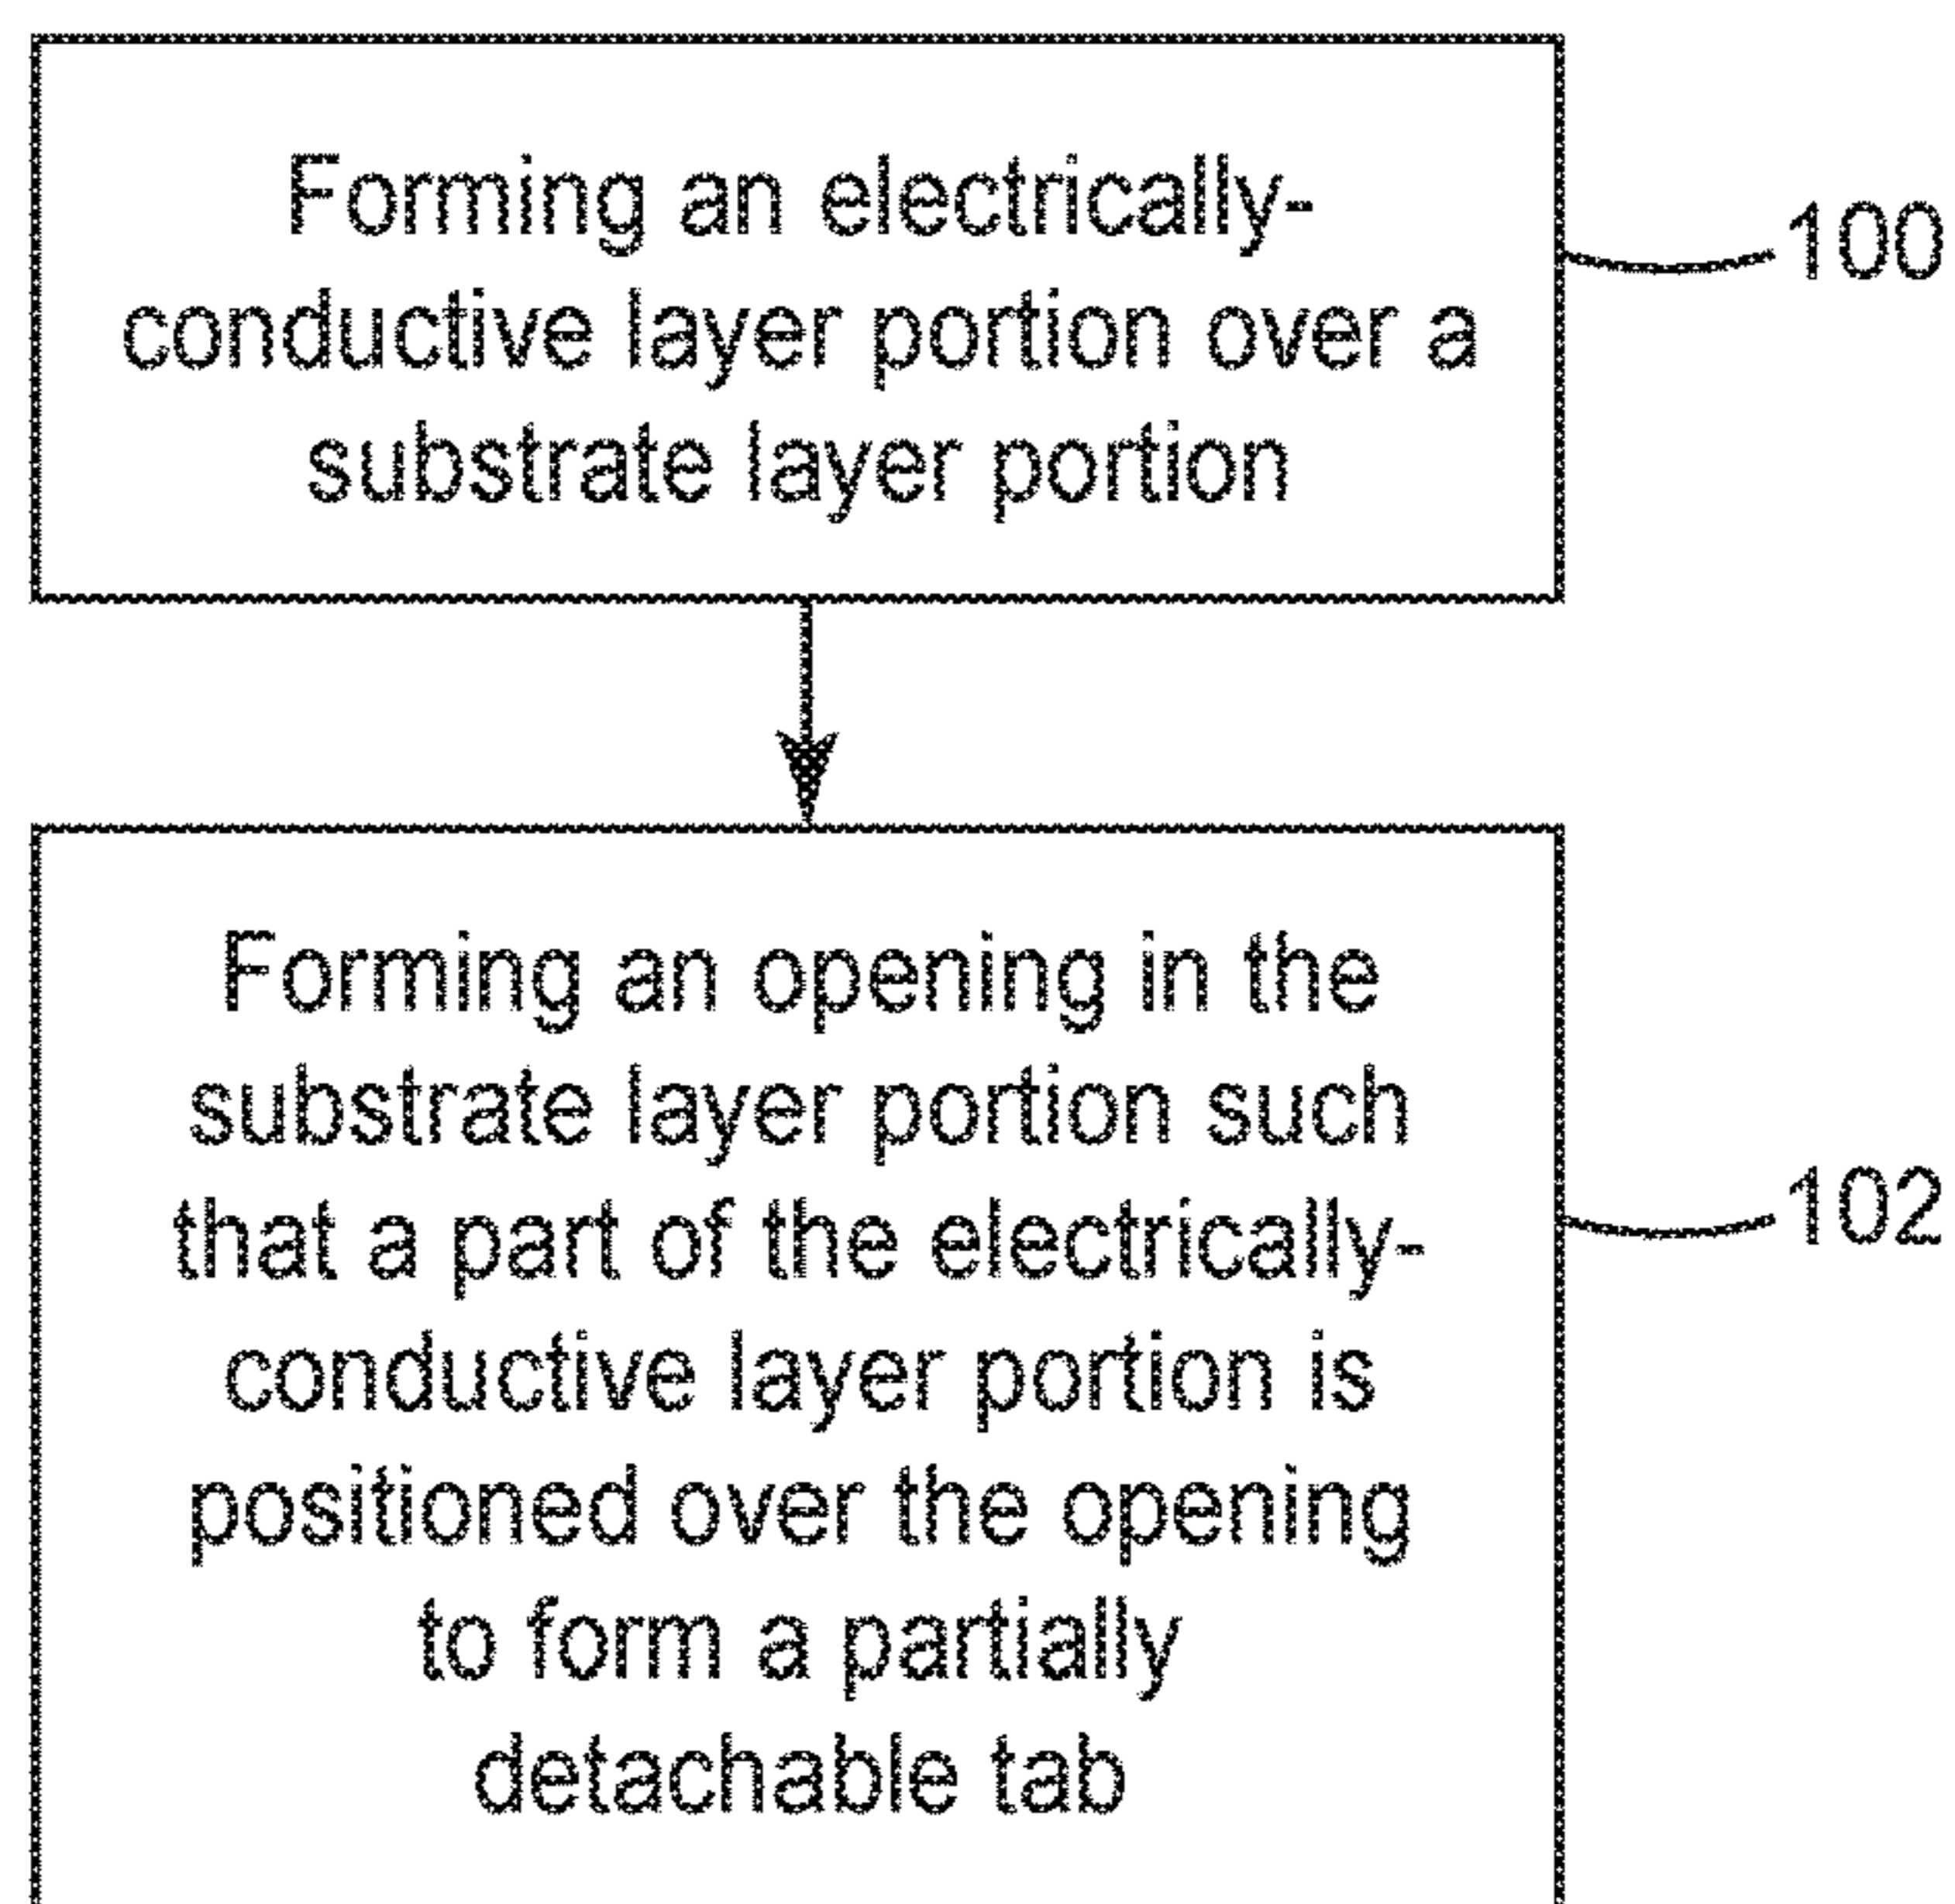 Forming an electrically-
conductive layer portion over a
substrate layer portion
100
Forming an opening in the
substrate layer portion such
that a part of the electrically-
conductive layer portion is
positioned over the opening
to form a partially
detachable tab
102